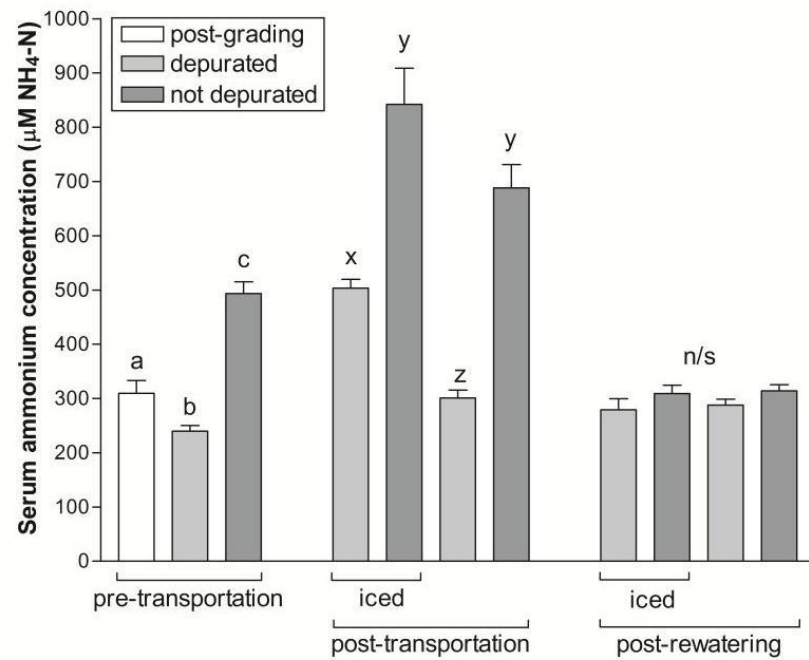 Serum ammonium concentration (μM NH₄-N)
1000
900
800
700
600
500
400
300
200
100
0
post-grading
depurated
not depurated
a
b
c
x
y
z
y
n/s
pre-transportation
iced
post-transportation
iced
post-rewatering